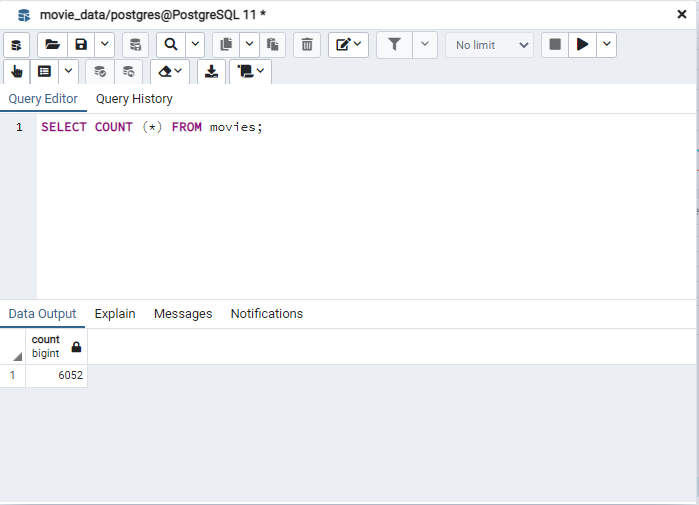 movie_data/postgres@PostgreSQL 11 *
No limit
Query Editor Query History
1 SELECT COUNT (*) FROM movies;
Data Output Explain Messages Notifications
count
bigint
1 6052